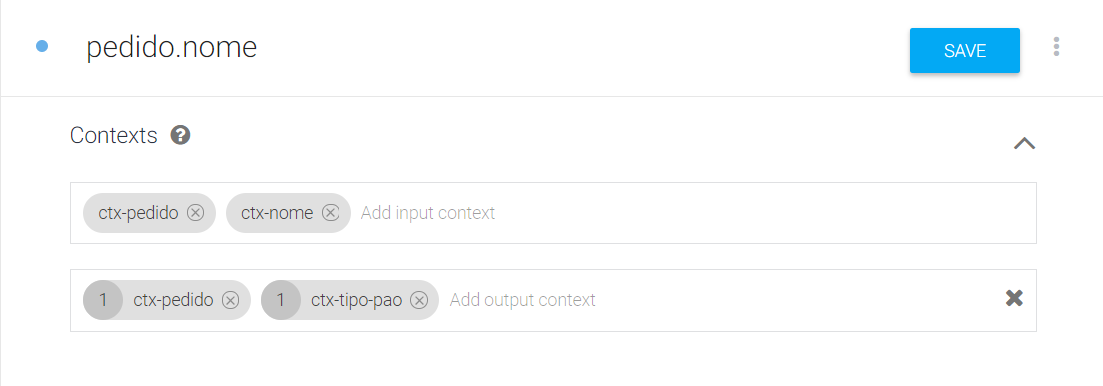 pedido.nome
SAVE
Contexts ?
ctx-pedido ctx-nome Add input context
1 ctx-pedido 1 ctx-tipo-pao Add output context